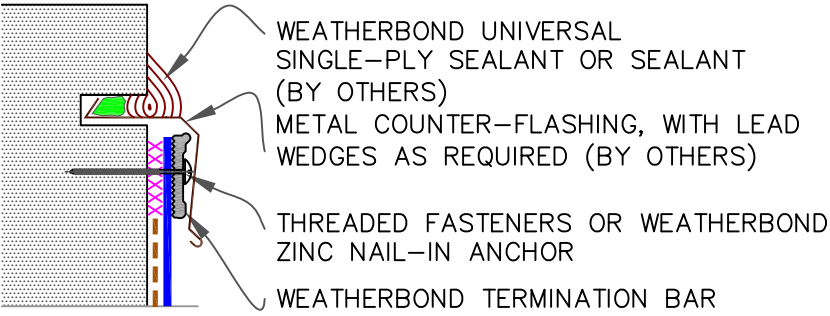 WEATHERBOND UNIVERSAL
SINGLE-PLY SEALANT OR SEALANT
(BY OTHERS)
METAL COUNTER-FLASHING, WITH LEAD
WEDGES AS REQUIRED (BY OTHERS)
THREADED FASTENERS OR WEATHERBOND
ZINC NAIL-IN ANCHOR
WEATHERBOND TERMINATION BAR